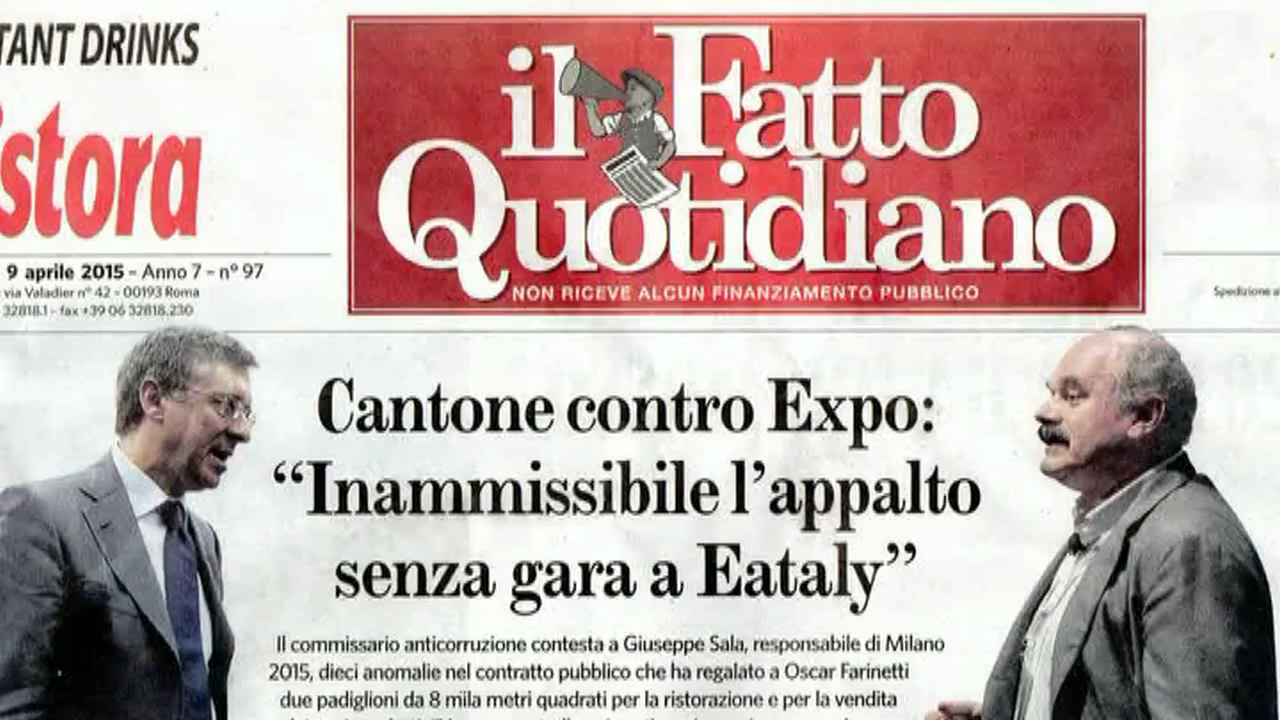 TANT DRINKS
stora
9 aprile 2015 – Anno 7 – n° 97
via Valadier n° 42 – 00193 Roma
32818.1 – fax +39 06 32818.230
il Fatto
Quotidiano
NON RICEVE ALCUN FINANZIAMENTO PUBBLICO
Spedizione
Cantone contro Expo:
“Inammissibile l’appalto
senza gara a Eataly”
Il commissario anticorruzione contesta a Giuseppe Sala, responsabile di Milano
2015, dieci anomalie nel contratto pubblico che ha regalato a Oscar Farinetti
due padiglioni da 8 mila metri quadrati per la ristorazione e per la vendita